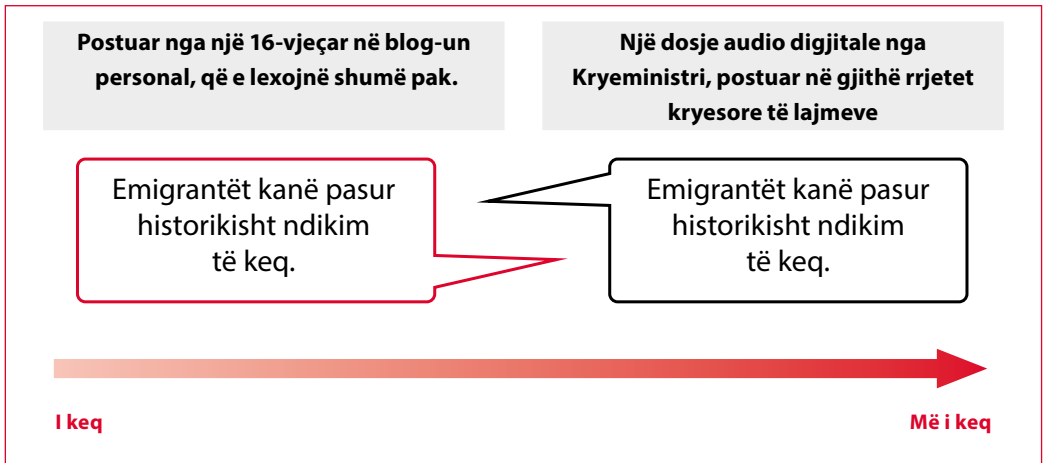 Postuar nga një 16-vjeçar në blog-un
personal, që e lexojnë shumë pak.
Një dosje audio digjitale nga
Kryeministri, postuar në gjithë rrjetet
kryesore të lajmeve
Emigrantët kanë pasur
historikisht ndikim
të keq.
Emigrantët kanë pasur
historikisht ndikim
të keq.
I keq
Më i keq